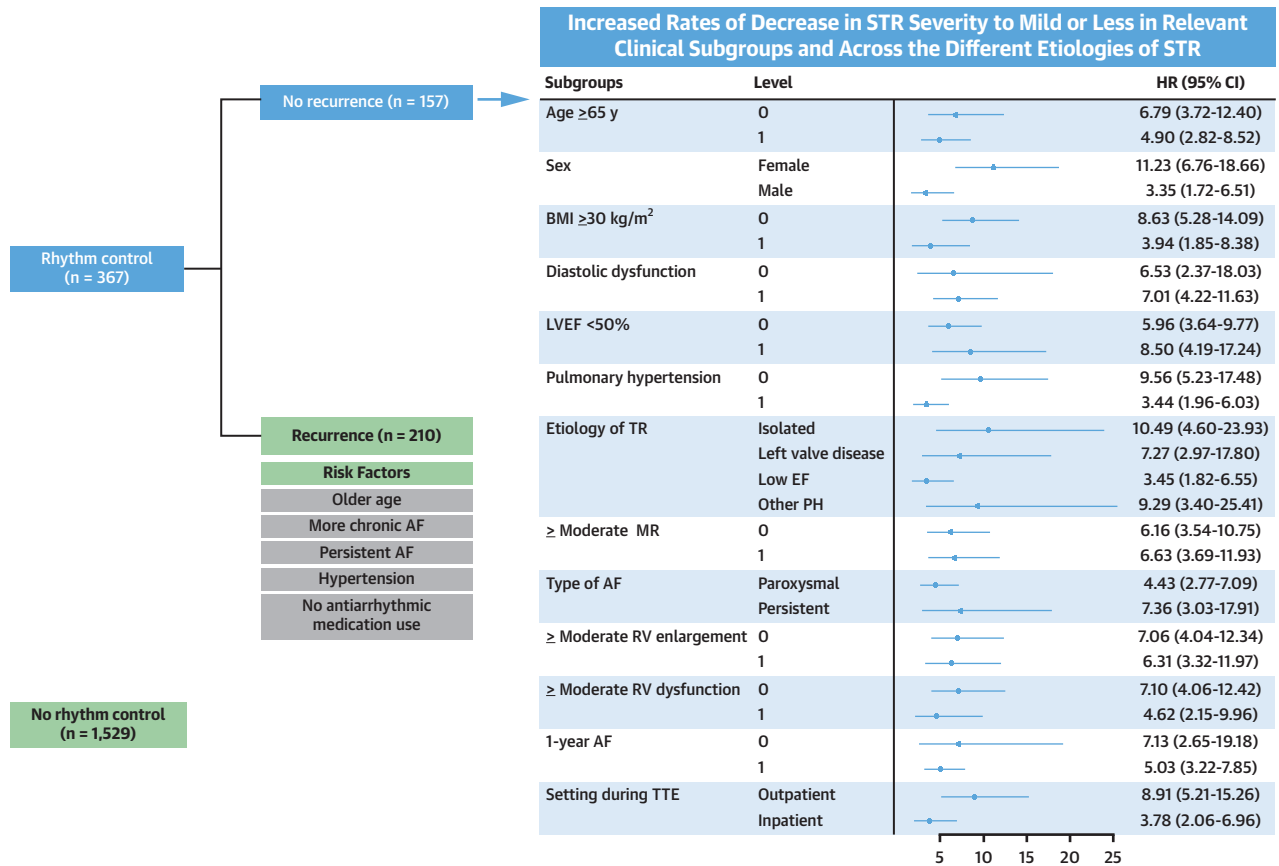 Increased Rates of Decrease in STR Severity to Mild or Less in Relevant
Clinical Subgroups and Across the Different Etiologies of STR
Rhythm control
(n = 367)
No recurrence (n = 157)
Recurrence (n = 210)
Risk Factors
Older age
More chronic AF
Persistent AF
Hypertension
No antiarrhythmic
medication use
No rhythm control
(n = 1,529)
Subgroups Level HR (95% CI)
Age ≥65 y 0 6.79 (3.72-12.40)
1 4.90 (2.82-8.52)
Sex Female 11.23 (6.76-18.66)
Male 3.35 (1.72-6.51)
BMI ≥30 kg/m² 0 8.63 (5.28-14.09)
1 3.94 (1.85-8.38)
Diastolic dysfunction 0 6.53 (2.37-18.03)
1 7.01 (4.22-11.63)
LVEF <50% 0 5.96 (3.64-9.77)
1 8.50 (4.19-17.24)
Pulmonary hypertension 0 9.56 (5.23-17.48)
1 3.44 (1.96-6.03)
Etiology of TR Isolated 10.49 (4.60-23.93)
Left valve disease 7.27 (2.97-17.80)
Low EF 3.45 (1.82-6.55)
Other PH 9.29 (3.40-25.41)
≥ Moderate MR 0 6.16 (3.54-10.75)
1 6.63 (3.69-11.93)
Type of AF Paroxysmal 4.43 (2.77-7.09)
Persistent 7.36 (3.03-17.91)
≥ Moderate RV enlargement 0 7.06 (4.04-12.34)
1 6.31 (3.32-11.97)
≥ Moderate RV dysfunction 0 7.10 (4.06-12.42)
1 4.62 (2.15-9.96)
1-year AF 0 7.13 (2.65-19.18)
1 5.03 (3.22-7.85)
Setting during TTE Outpatient 8.91 (5.21-15.26)
Inpatient 3.78 (2.06-6.96)
5 10 15 20 25